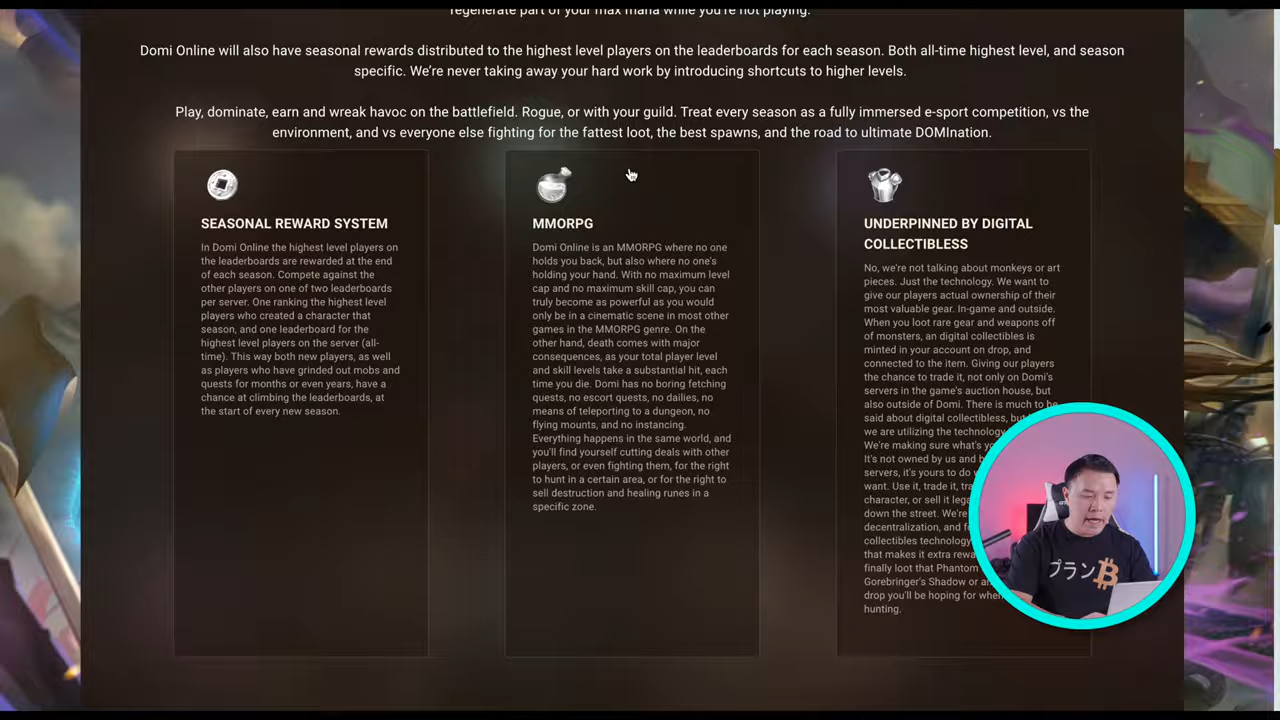 regenerate part of your max mana while you're not playing.
Domi Online will also have seasonal rewards distributed to the highest level players on the leaderboards for each season. Both all-time highest level, and season
specific. We're never taking away your hard work by introducing shortcuts to higher levels.
Play, dominate, earn and wreak havoc on the battlefield. Rogue, or with your guild. Treat every season as a fully immersed e-sport competition, vs the
environment, and vs everyone else fighting for the fattest loot, the best spawns, and the road to ultimate DOMInation.
SEASONAL REWARD SYSTEM
In Domi Online the highest level players on
the leaderboards are rewarded at the end
of each season. Compete against the
other players on one of two leaderboards
per server. One ranking the highest level
players who created a character that
season, and one leaderboard for the
highest level players on the server (all-
time). This way both new players, as well
as players who have grinded out mobs and
quests for months or even years, have a
chance at climbing the leaderboards, at
the start of every new season.
MMORPG
Domi Online is an MMORPG where no one
holds you back, but also where no one's
holding your hand. With no maximum level
cap and no maximum skill cap, you can
truly become as powerful as you would
only be in a cinematic scene in most other
games in the MMORPG genre. On the
other hand, death comes with major
consequences, as your total player level
and skill levels take a substantial hit, each
time you die. Domi has no boring fetching
quests, no escort quests, no dailies, no
means of teleporting to a dungeon, no
flying mounts, and no instancing.
Everything happens in the same world, and
you'll find yourself cutting deals with other
players, or even fighting them, for the right
to hunt in a certain area, or for the right to
sell destruction and healing runes in a
specific zone.
UNDERPINNED BY DIGITAL
COLLECTIBLESS
No, we're not talking about monkeys or art
pieces. Just the technology. We want to
give our players actual ownership of their
most valuable gear. In-game and outside.
When you loot rare gear and weapons off
of monsters, an digital collectibles is
minted in your account on drop, and
connected to the item. Giving our players
the chance to trade it, not only on Domi's
servers in the game's auction house, but
also outside of Domi. There is much to be
said about digital collectibless, but
we are utilizing the technology
We're making sure what's
It's not owned by us and
servers, it's yours to do
want. Use it, trade it,
character, or sell it
down the street. We're
decentralization, and
collectibles technology
that makes it extra
finally loot that Phantom
Gorebringer's Shadow or
drop you'll be hoping for
hunting.
プラン₿